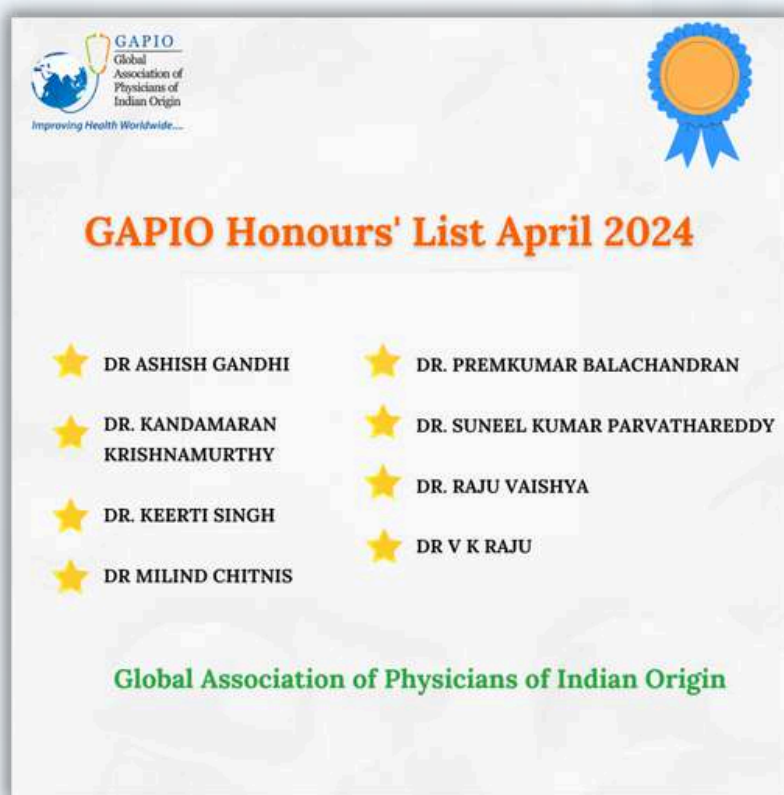 GAPIO
Global
Association of
Physicians of
Indian Origin
Improving Health Worldwide....
GAPIO Honours' List April 2024
DR ASHISH GANDHI
DR. KANDAMARAN
KRISHNAMURTHY
DR. KEERTI SINGH
DR MILIND CHITNIS
DR. PREMKUMAR BALACHANDRAN
DR. SUNEEL KUMAR PARVATHAREDDY
DR. RAJU VAISHYA
DR V K RAJU
Global Association of Physicians of Indian Origin